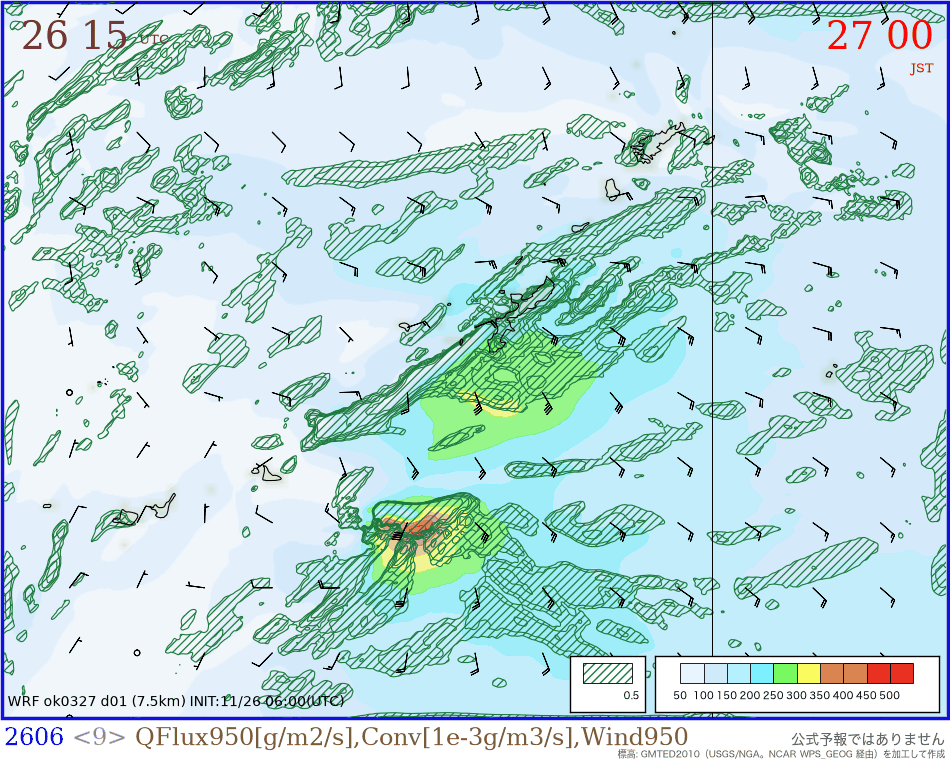 26 15 UTC
27 00
JST
0.5
50 100 150 200 250 300 350 400 450 500
WRF ok0327 d01 (7.5km) INIT:11/26 06:00(UTC)
2606 <9> QFlux950[g/m2/s],Conv[1e-3g/m3/s],Wind950
公式予報ではありません
標高: GMTED2010（USGS/NGA。NCAR WPS_GEOG 経由）を加工して作成